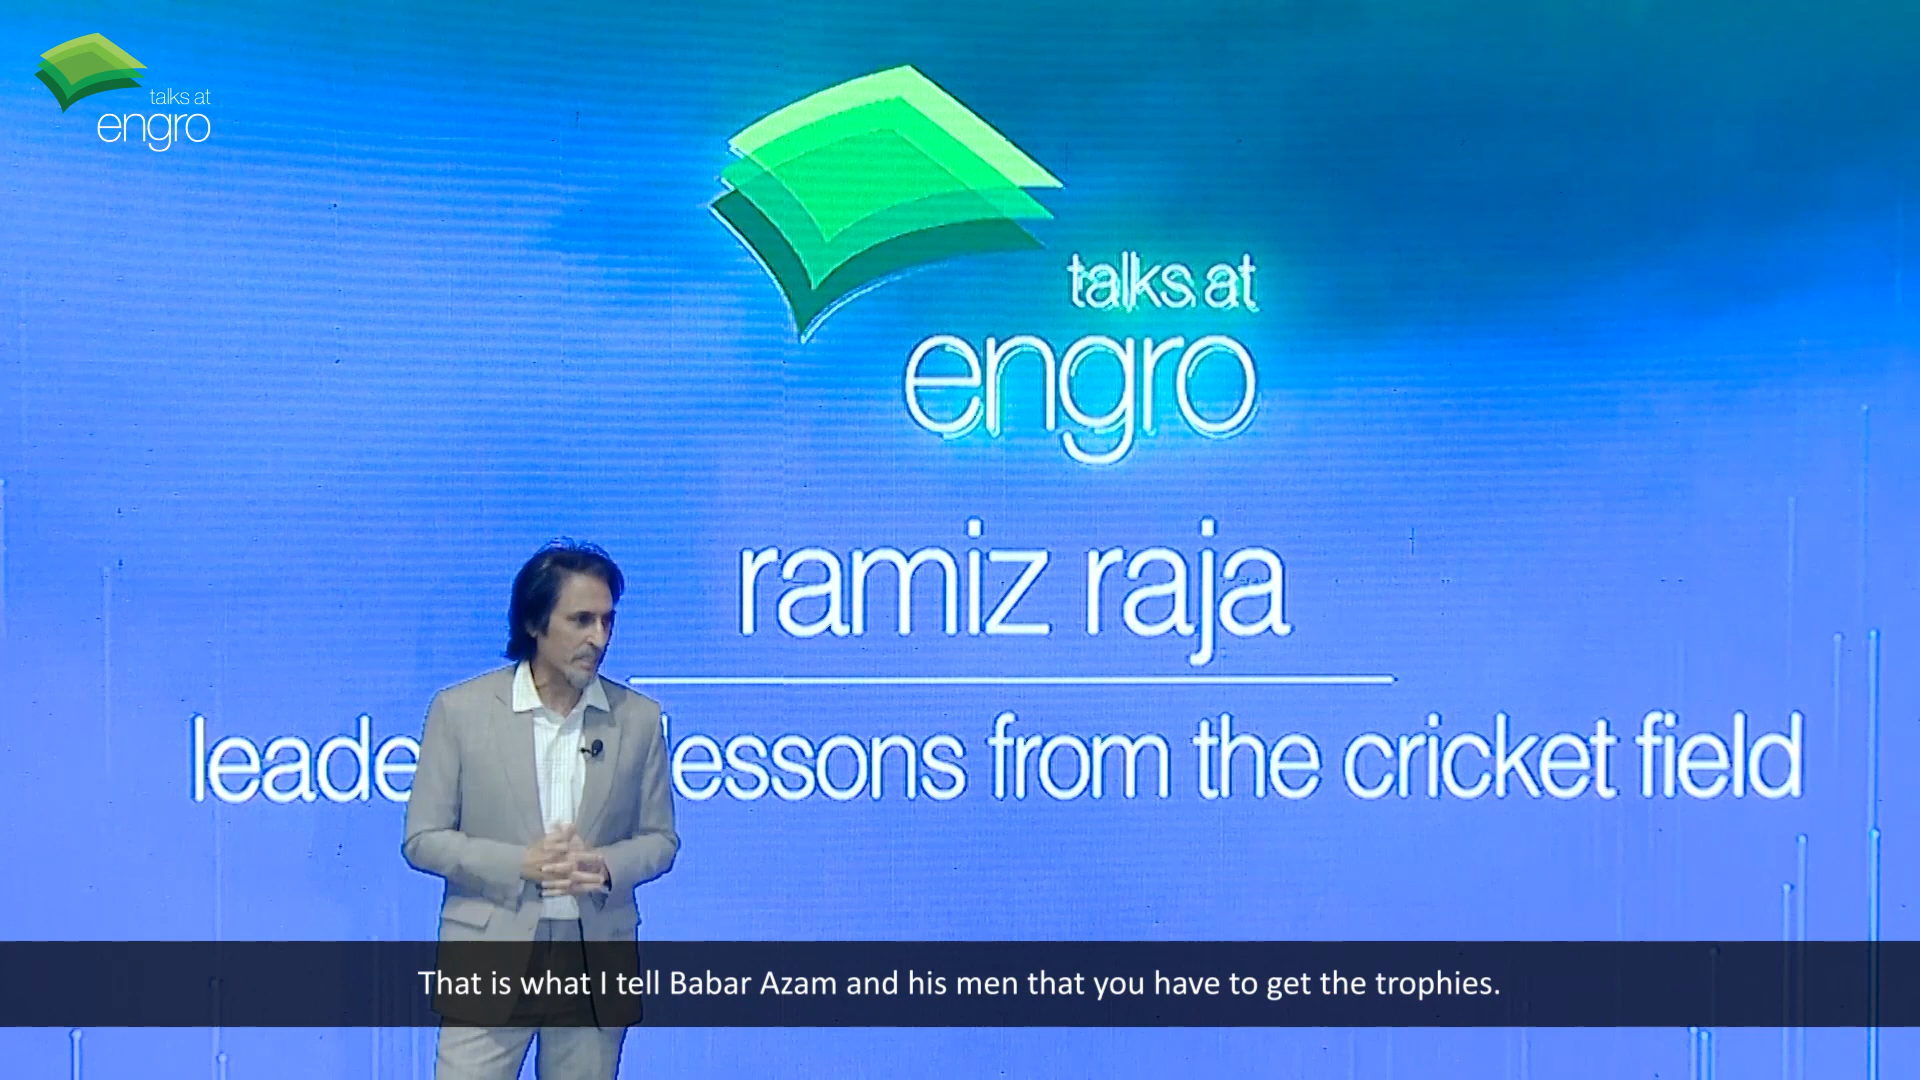 talks at
engro
talks at
engro
ramiz raja
leade lessons from the cricket field
That is what I tell Babar Azam and his men that you have to get the trophies.